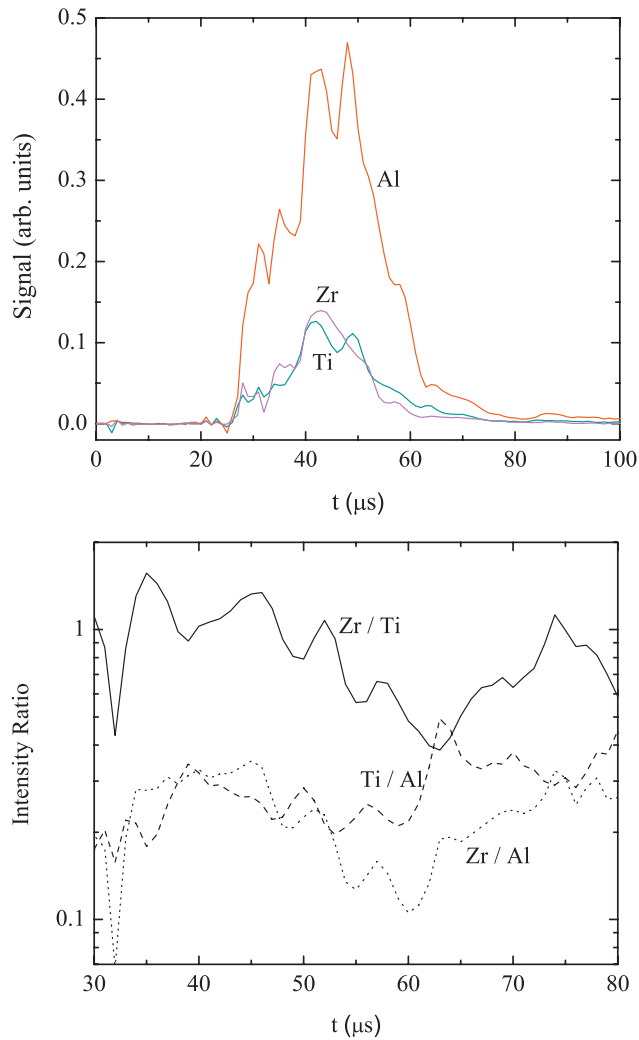 0.5
0.4
0.3
0.2
0.1
0.0
Signal (arb. units)
Al
Zr
Ti
0 20 40 60 80 100
t (μs)
1
0.1
Intensity Ratio
Zr / Ti
Ti / Al
Zr / Al
30 40 50 60 70 80
t (μs)